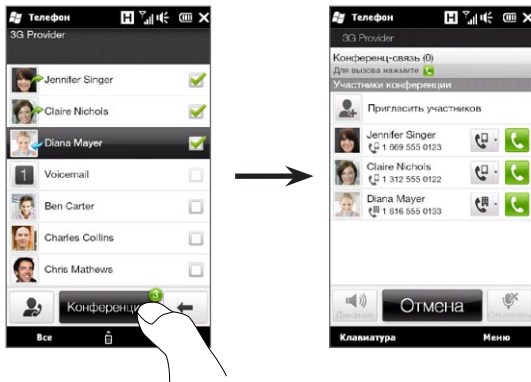 Телефон
3G Provider
Jennifer Singer
Claire Nichols
Diana Mayer
1
Voicemail
Ben Carter
Charles Collins
Chris Mathews
3
Конференц
Все
Телефон
3G Provider
Конференц-связь (0)
Для вызова нажмите
Участники конференции
Пригласить участников
Jennifer Singer
1 669 555 0123
Claire Nichols
1 312 555 0122
Diana Mayer
1 616 555 0133
Динамик
Отмена
Клавиатура
Меню